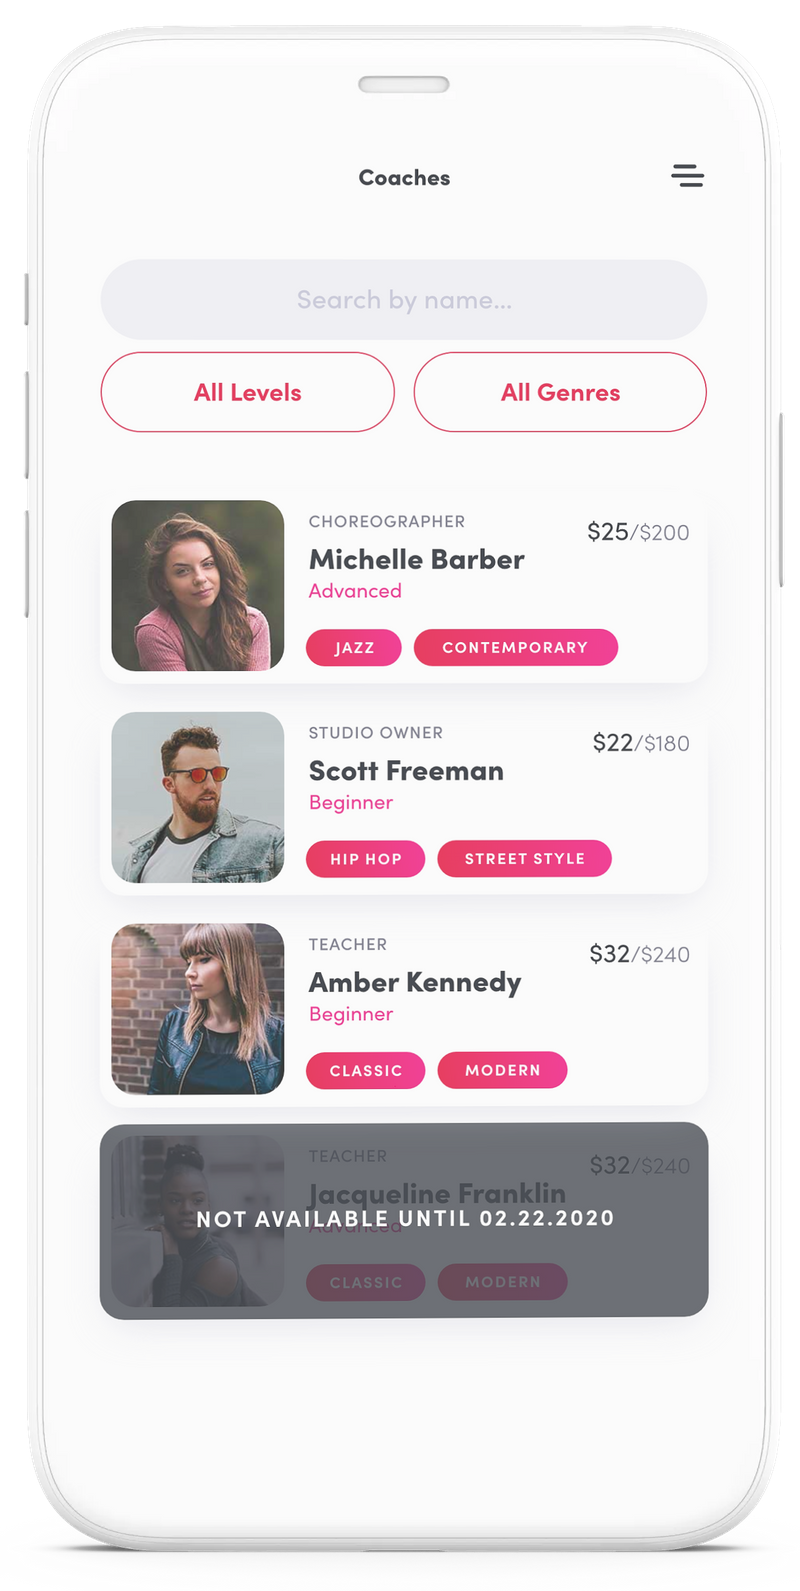 Coaches
Search by name...
All Levels
All Genres
CHOREOGRAPHER
$25/$200
Michelle Barber
Advanced
JAZZ
CONTEMPORARY
STUDIO OWNER
$22/$180
Scott Freeman
Beginner
HIP HOP
STREET STYLE
TEACHER
$32/$240
Amber Kennedy
Beginner
CLASSIC
MODERN
TEACHER
$32/$240
Jacqueline Franklin
NOT AVAILABLE UNTIL 02.22.2020
Advanced
CLASSIC
MODERN